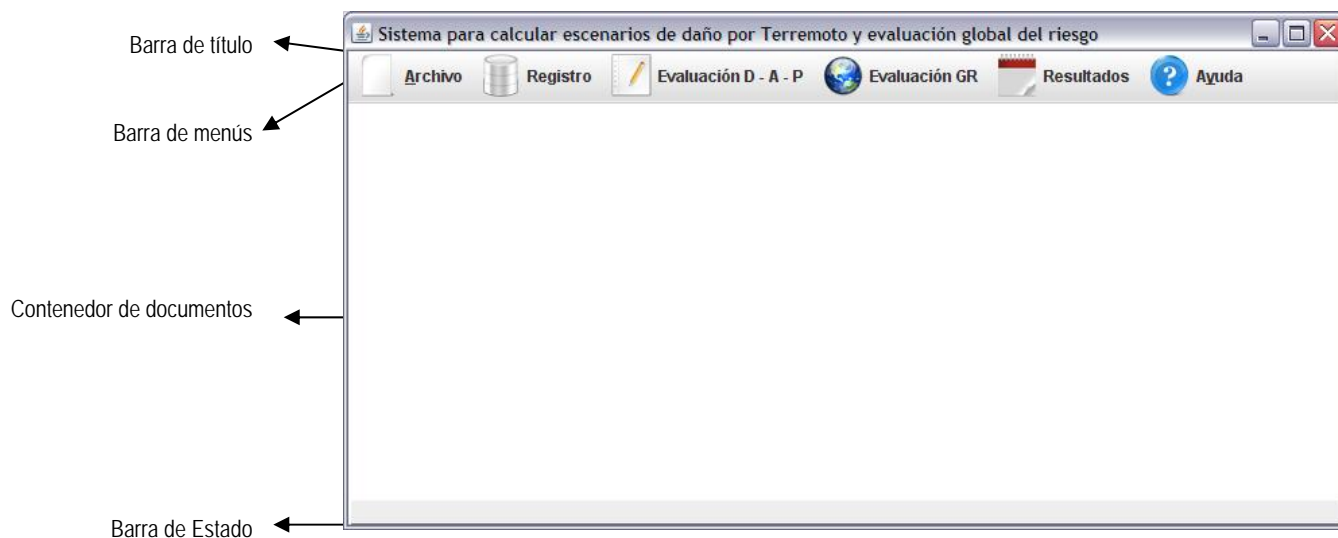 Sistema para calcular escenarios de daño por Terremoto y evaluación global del riesgo
Barra de título
Archivo Registro Evaluación D - A - P Evaluación GR Resultados Ayuda
Barra de menús
Contenedor de documentos
Barra de Estado